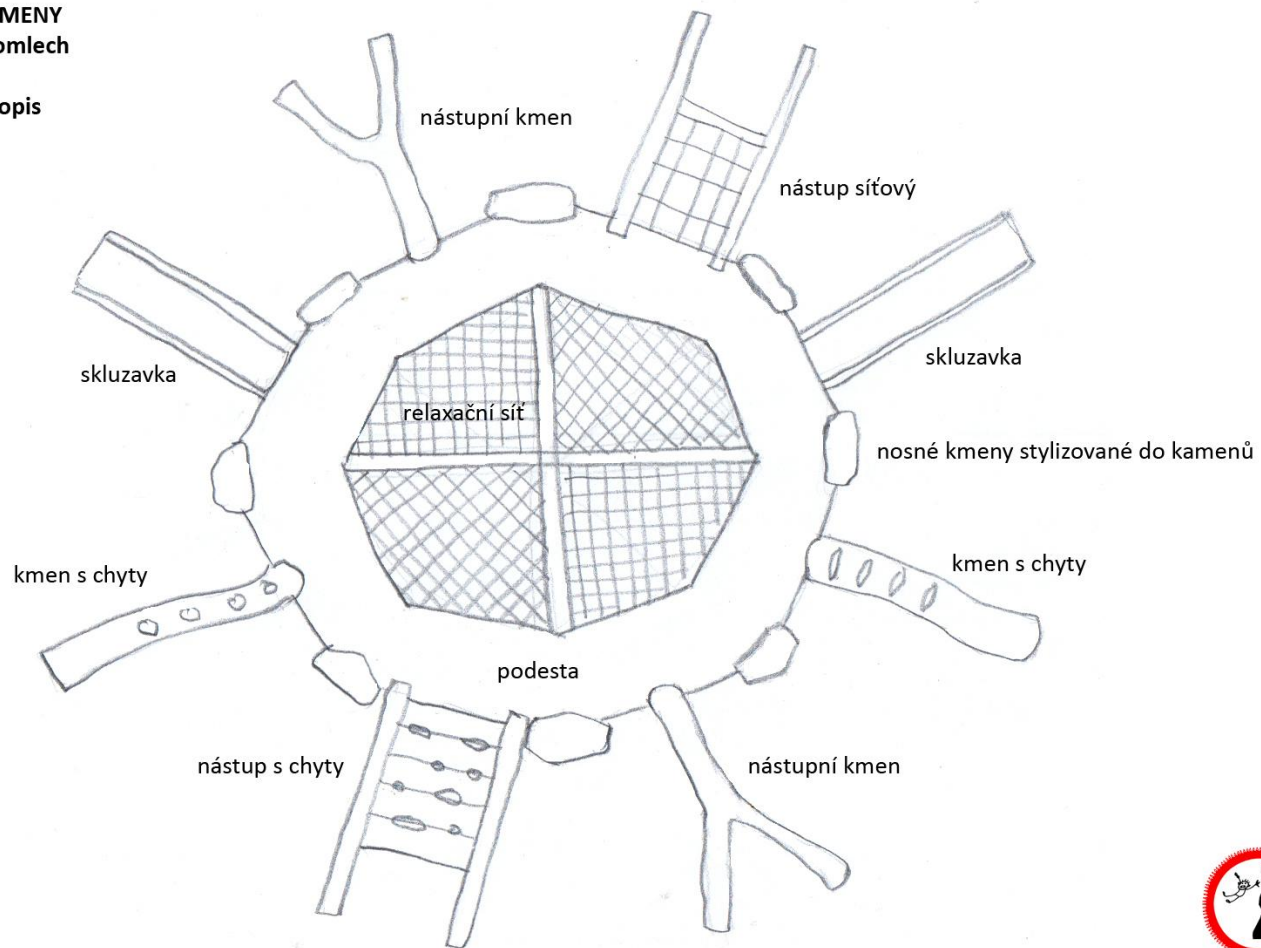 MENY
omlech
opis
nástupní kmen
nástup síťový
skluzavka
skluzavka
relaxační síť
nosné kmeny stylizované do kamenů
kmen s chyty
kmen s chyty
podesta
nástup s chyty
nástupní kmen